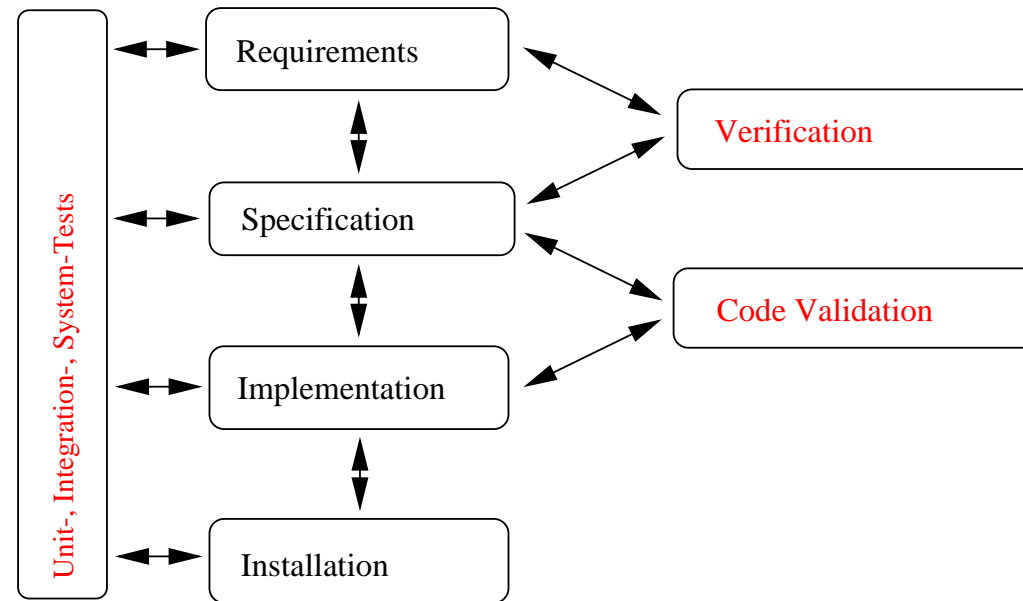 Unit-, Integration-, System-Tests
Requirements
Specification
Implementation
Installation
Verification
Code Validation